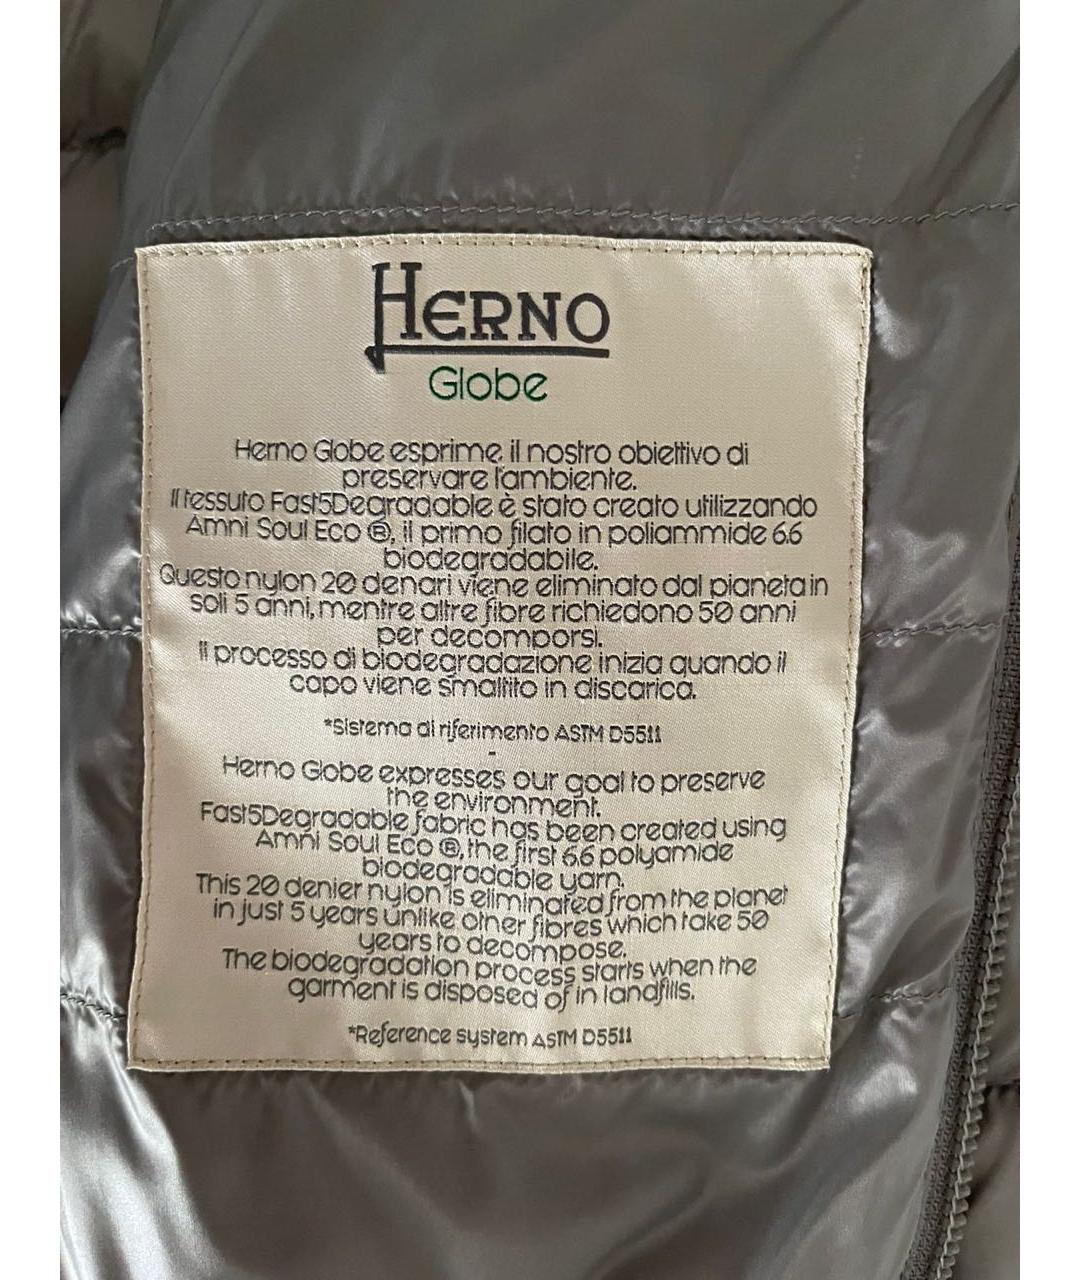 HERNO
Globe
Herno Globe esprime il nostro obiettivo di
preservare l'ambiente.
Il tessuto Fast5Degradable è stato creato utilizzando
Amni Soul Eco ®, il primo filato in poliammide 6.6
biodegradabile.
Questo nylon 20 denari viene eliminato dal pianeta in
soli 5 anni, mentre altre fibre richiedono 50 anni
per decomporsi.
Il processo di biodegradazione inizia quando il
capo viene smaltito in discarica.
*Sistema di riferimento ASTM D5511
-
Herno Globe expresses our goal to preserve
the environment.
Fast5Degradable fabric has been created using
Amni Soul Eco ®, the first 6.6 polyamide
biodegradable yarn.
This 20 denier nylon is eliminated from the planet
in just 5 years unlike other fibres which take 50
years to decompose.
The biodegradation process starts when the
garment is disposed of in landfills.
*Reference system ASTM D5511